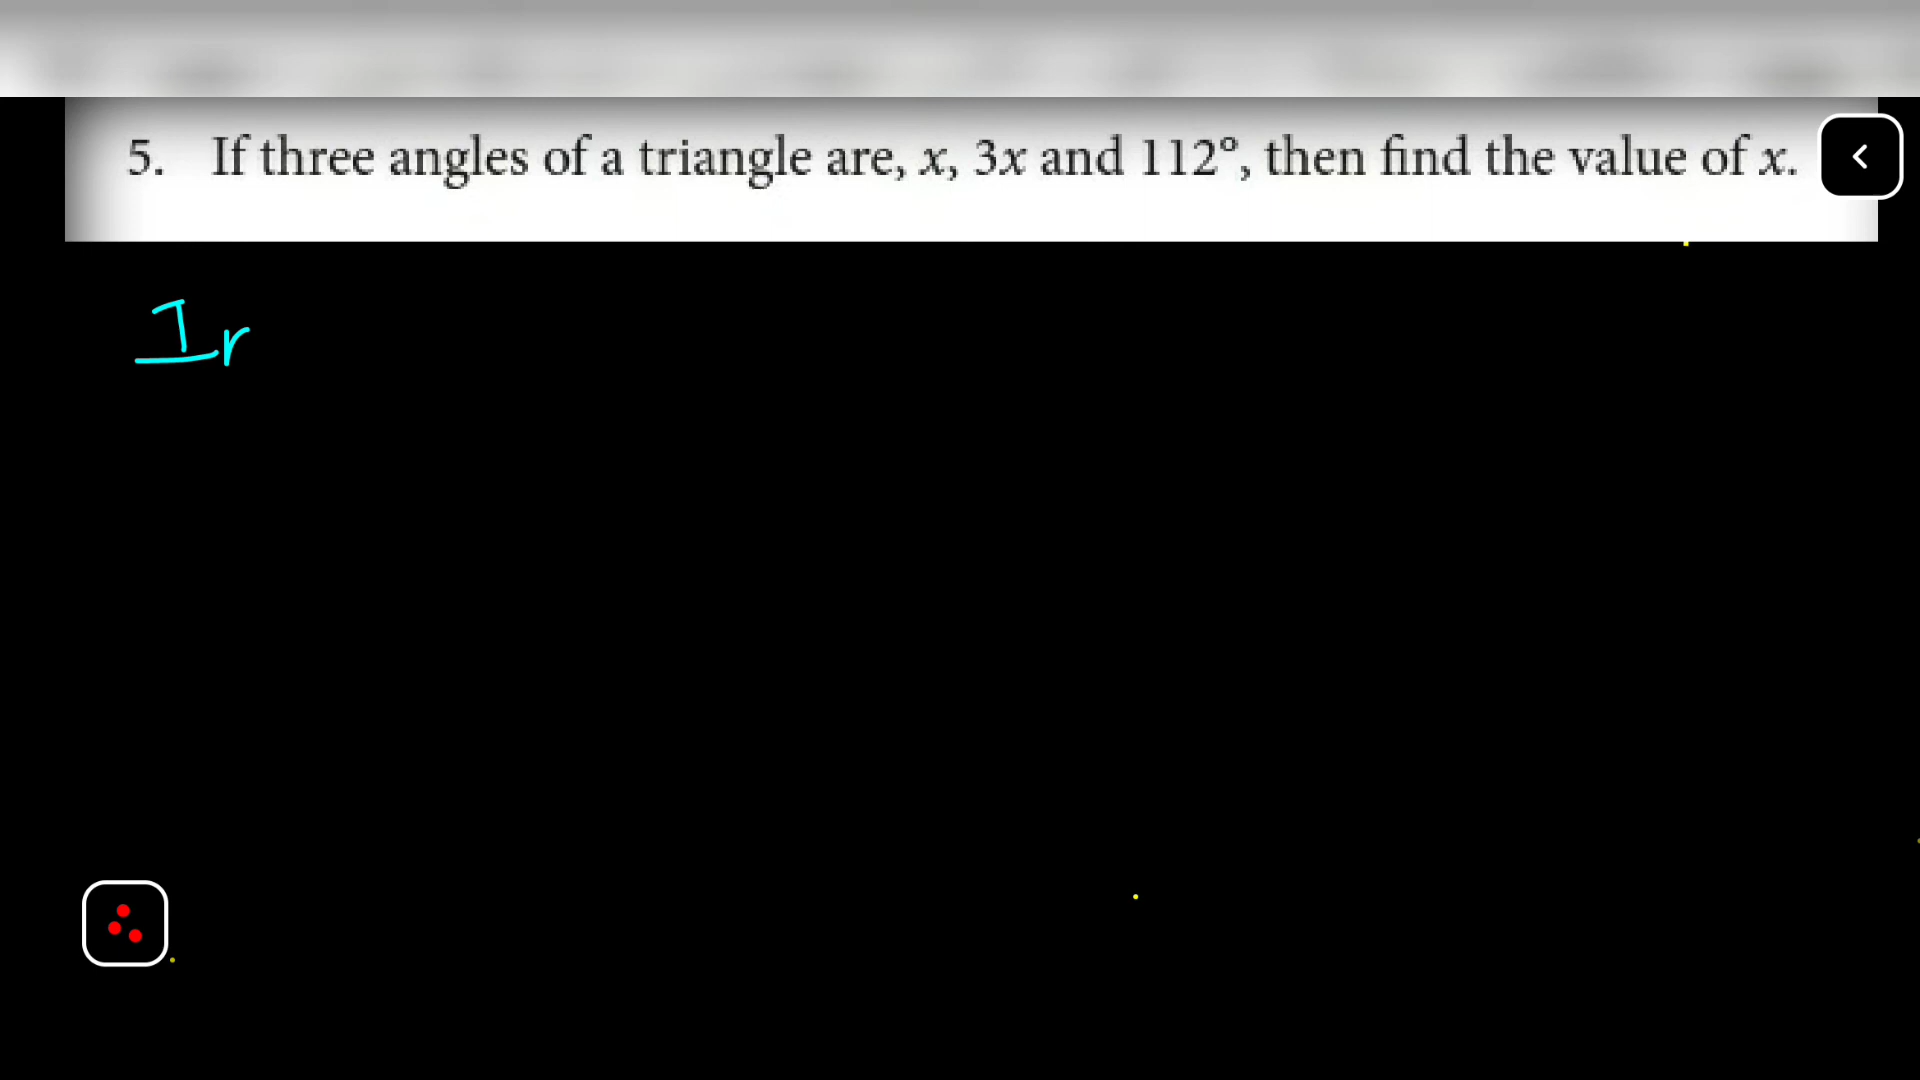 5. If three angles of a triangle are, x, 3x and 112°, then find the value of x.
Ir